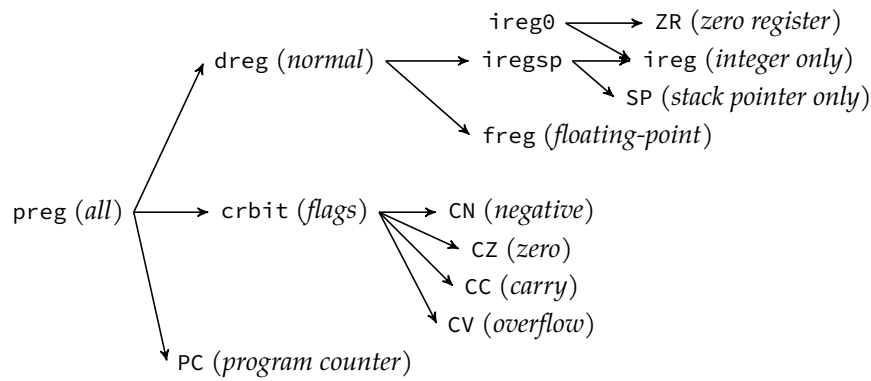 ireg0 ZR (zero register)
dreg (normal) iregsp ireg (integer only)
SP (stack pointer only)
freg (floating-point)
preg (all) crbit (flags) CN (negative)
CZ (zero)
CC (carry)
CV (overflow)
PC (program counter)